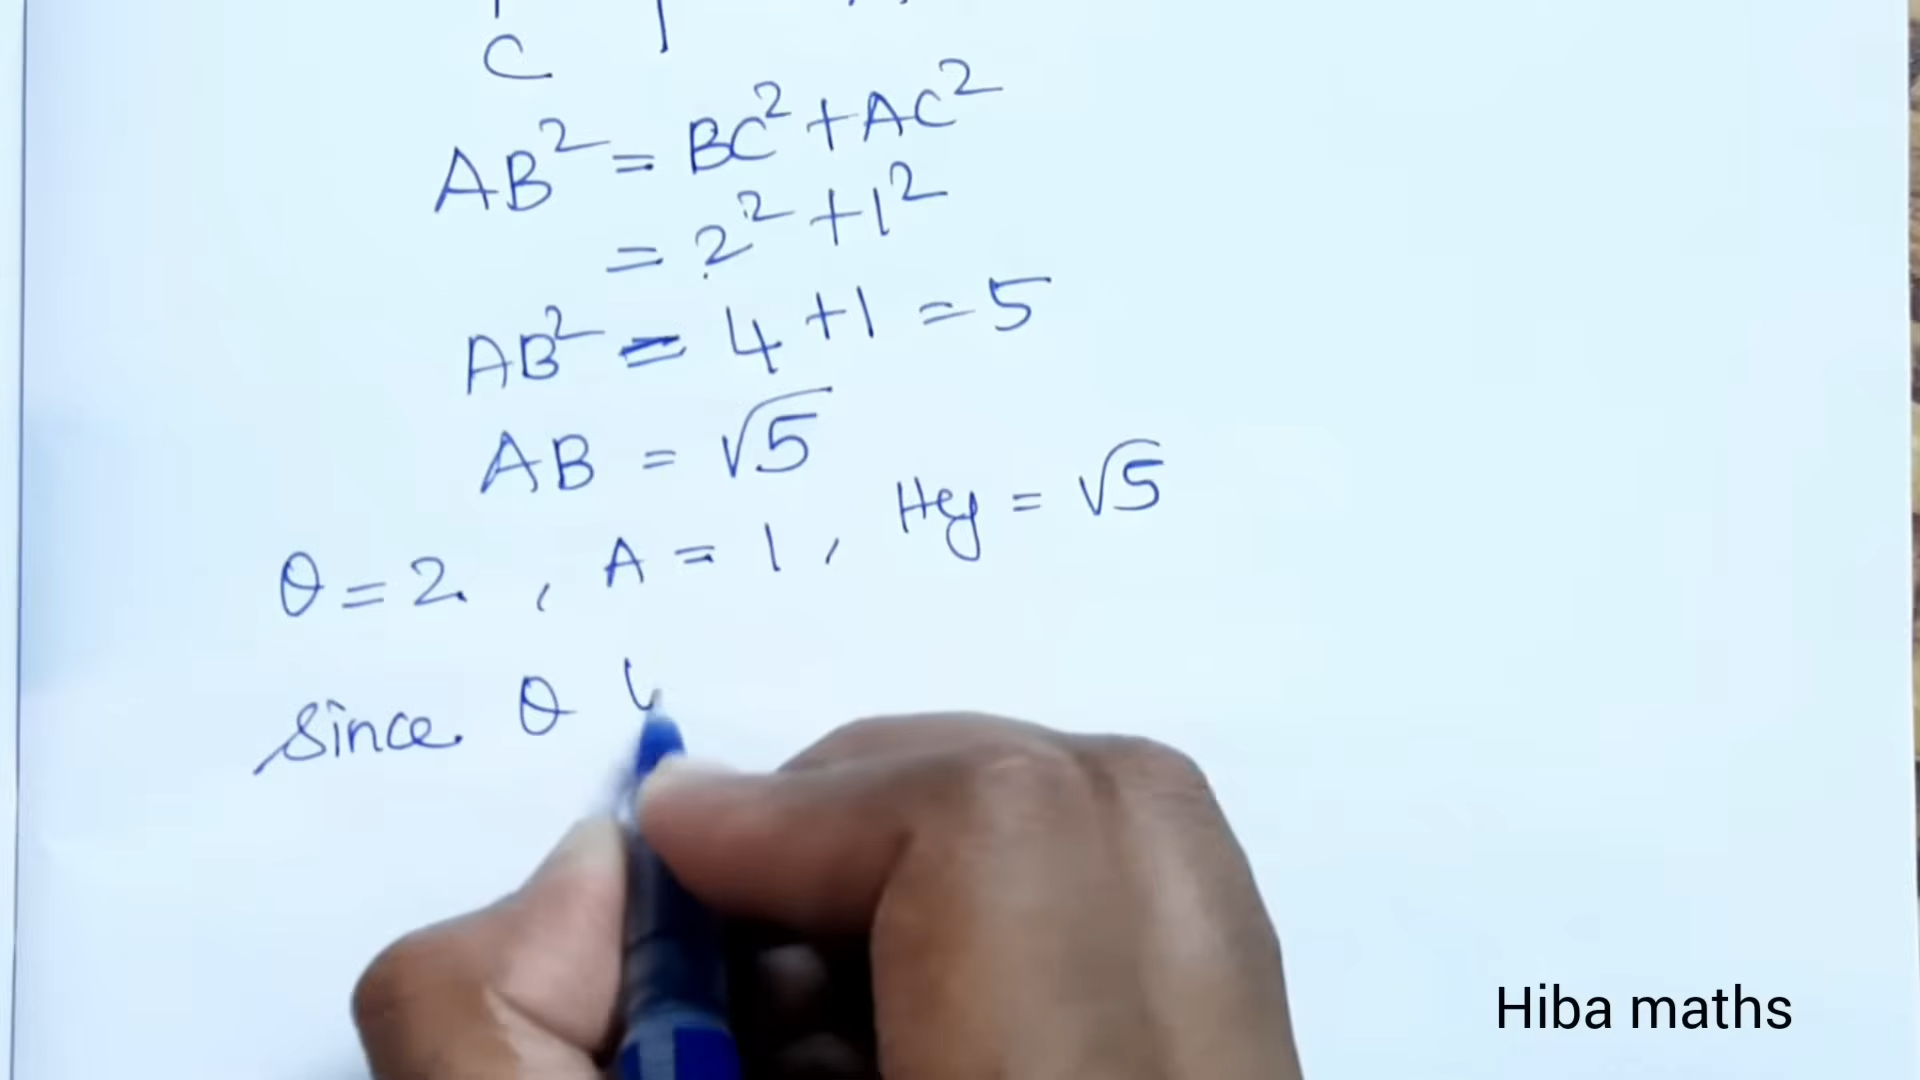 C
AB² = BC² + AC²
= 2² + 1²
AB² = 4 + 1 = 5
AB = √5
θ = 2, A = 1, Hy = √5
Since θ
Hiba maths